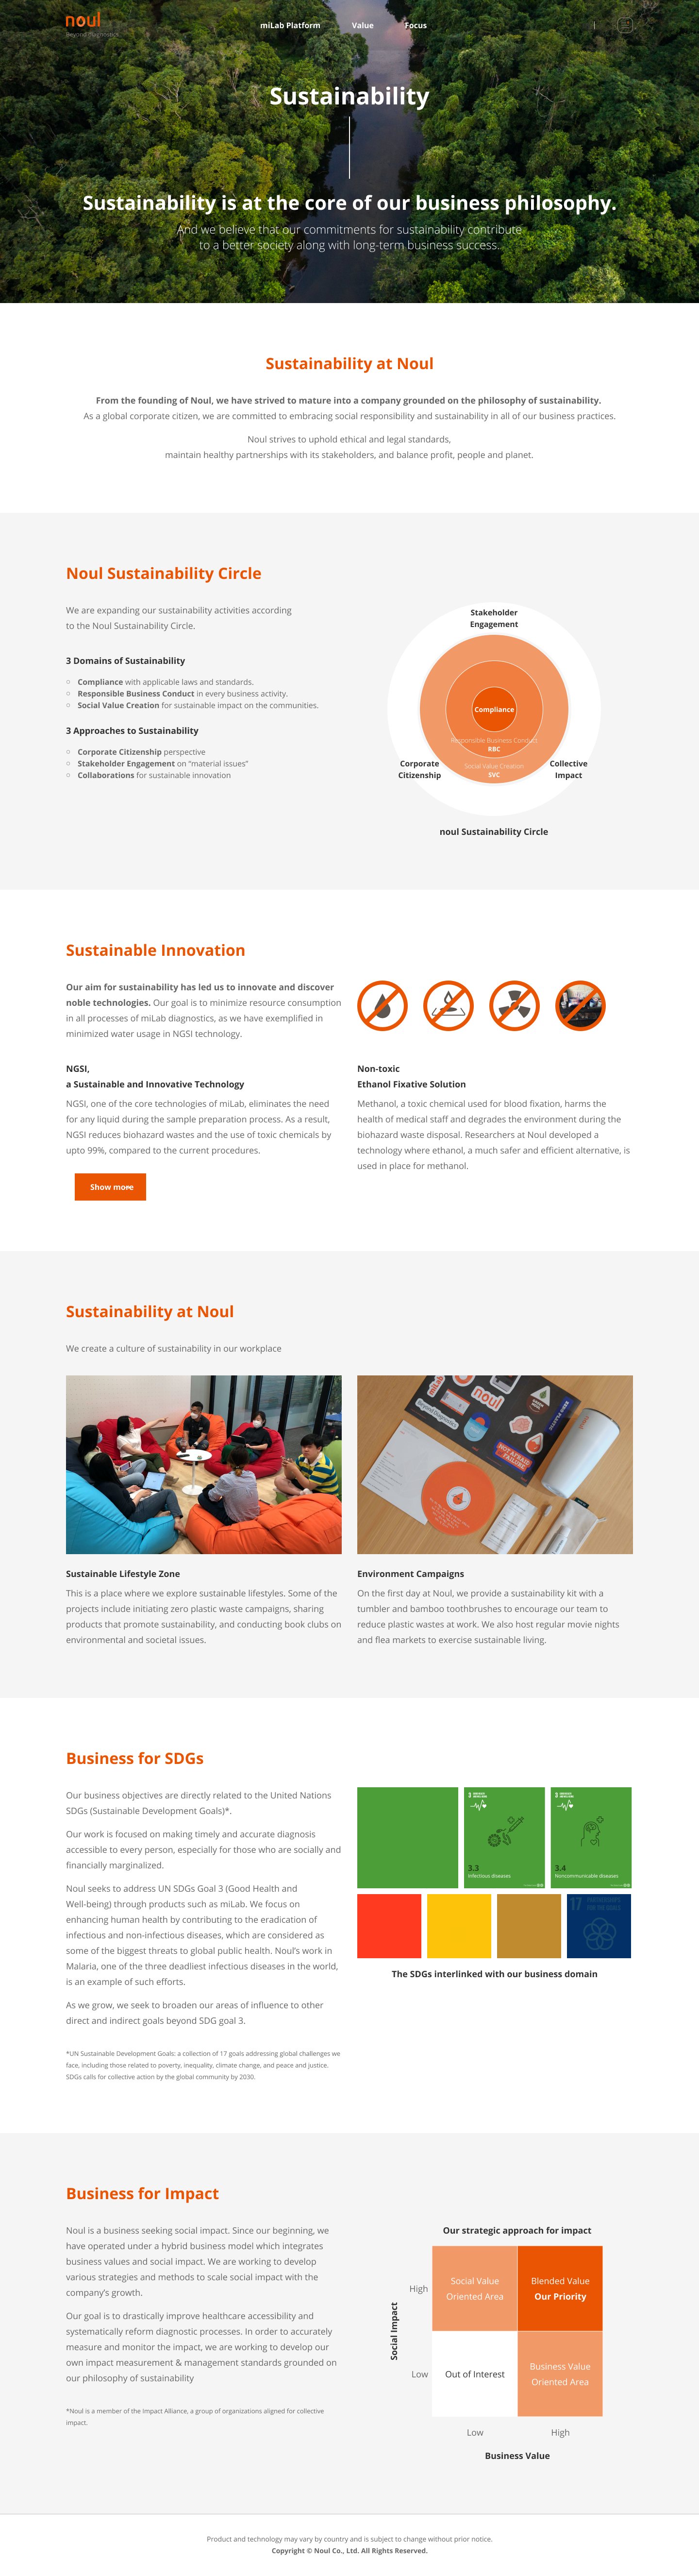 noul
Beyond Diagnostics
miLab Platform
Value
Focus
Sustainability
Sustainability is at the core of our business philosophy.
And we believe that our commitments for sustainability contribute
to a better society along with long-term business success.
Sustainability at Noul
From the founding of Noul, we have strived to mature into a company grounded on the philosophy of sustainability.
As a global corporate citizen, we are committed to embracing social responsibility and sustainability in all of our business practices.
Noul strives to uphold ethical and legal standards,
maintain healthy partnerships with its stakeholders, and balance profit, people and planet.
Noul Sustainability Circle
We are expanding our sustainability activities according
to the Noul Sustainability Circle.
3 Domains of Sustainability
Compliance with applicable laws and standards.
Responsible Business Conduct in every business activity.
Social Value Creation for sustainable impact on the communities.
3 Approaches to Sustainability
Corporate Citizenship perspective
Stakeholder Engagement on "material issues"
Collaborations for sustainable innovation
Stakeholder
Engagement
Compliance
Responsible Business Conduct
RBC
Social Value Creation
SVC
Corporate
Citizenship
Collective
Impact
noul Sustainability Circle
Sustainable Innovation
Our aim for sustainability has led us to innovate and discover
noble technologies. Our goal is to minimize resource consumption
in all processes of miLab diagnostics, as we have exemplified in
minimized water usage in NGSI technology.
NGSI,
a Sustainable and Innovative Technology
NGSI, one of the core technologies of miLab, eliminates the need
for any liquid during the sample preparation process. As a result,
NGSI reduces biohazard wastes and the use of toxic chemicals by
upto 99%, compared to the current procedures.
Show more
Non-toxic
Ethanol Fixative Solution
Methanol, a toxic chemical used for blood fixation, harms the
health of medical staff and degrades the environment during the
biohazard waste disposal. Researchers at Noul developed a
technology where ethanol, a much safer and efficient alternative, is
used in place for methanol.
Sustainability at Noul
We create a culture of sustainability in our workplace
miLab
noul
Beyond Diagnostics
NOT AFRAID
FAILURE
Sustainable Lifestyle Zone
This is a place where we explore sustainable lifestyles. Some of the
projects include initiating zero plastic waste campaigns, sharing
products that promote sustainability, and conducting book clubs on
environmental and societal issues.
Environment Campaigns
On the first day at Noul, we provide a sustainability kit with a
tumbler and bamboo toothbrushes to encourage our team to
reduce plastic wastes at work. We also host regular movie nights
and flea markets to exercise sustainable living.
Business for SDGs
Our business objectives are directly related to the United Nations
SDGs (Sustainable Development Goals)*.
Our work is focused on making timely and accurate diagnosis
accessible to every person, especially for those who are socially and
financially marginalized.
Noul seeks to address UN SDGs Goal 3 (Good Health and
Well-being) through products such as miLab. We focus on
enhancing human health by contributing to the eradication of
infectious and non-infectious diseases, which are considered as
some of the biggest threats to global public health. Noul's work in
Malaria, one of the three deadliest infectious diseases in the world,
is an example of such efforts.
As we grow, we seek to broaden our areas of influence to other
direct and indirect goals beyond SDG goal 3.
*UN Sustainable Development Goals: a collection of 17 goals addressing global challenges we
face, including those related to poverty, inequality, climate change, and peace and justice.
SDGs calls for collective action by the global community by 2030.
3
3.3
Infectious diseases
3
3.4
Noncommunicable diseases
17 PARTNERSHIPS
FOR THE GOALS
The SDGs interlinked with our business domain
Business for Impact
Noul is a business seeking social impact. Since our beginning, we
have operated under a hybrid business model which integrates
business values and social impact. We are working to develop
various strategies and methods to scale social impact with the
company's growth.
Our goal is to drastically improve healthcare accessibility and
systematically reform diagnostic processes. In order to accurately
measure and monitor the impact, we are working to develop our
own impact measurement & management standards grounded on
our philosophy of sustainability
*Noul is a member of the Impact Alliance, a group of organizations aligned for collective
impact.
Our strategic approach for impact
Social Impact
High
Low
Social Value
Oriented Area
Blended Value
Our Priority
Out of Interest
Business Value
Oriented Area
Low
High
Business Value
Product and technology may vary by country and is subject to change without prior notice.
Copyright © Noul Co., Ltd. All Rights Reserved.